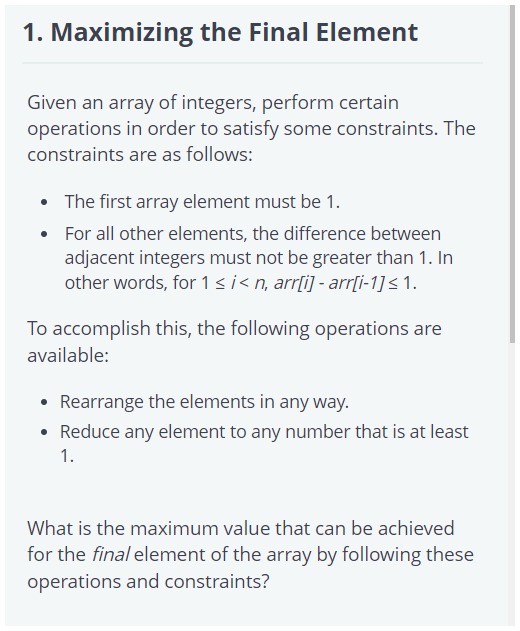 1. Maximizing the Final Element
Given an array of integers, perform certain
operations in order to satisfy some constraints. The
constraints are as follows:
• The first array element must be 1.
• For all other elements, the difference between
adjacent integers must not be greater than 1. In
other words, for 1 ≤ i < n, arr[i] - arr[i-1] ≤ 1.
To accomplish this, the following operations are
available:
• Rearrange the elements in any way.
• Reduce any element to any number that is at least
1.
What is the maximum value that can be achieved
for the final element of the array by following these
operations and constraints?